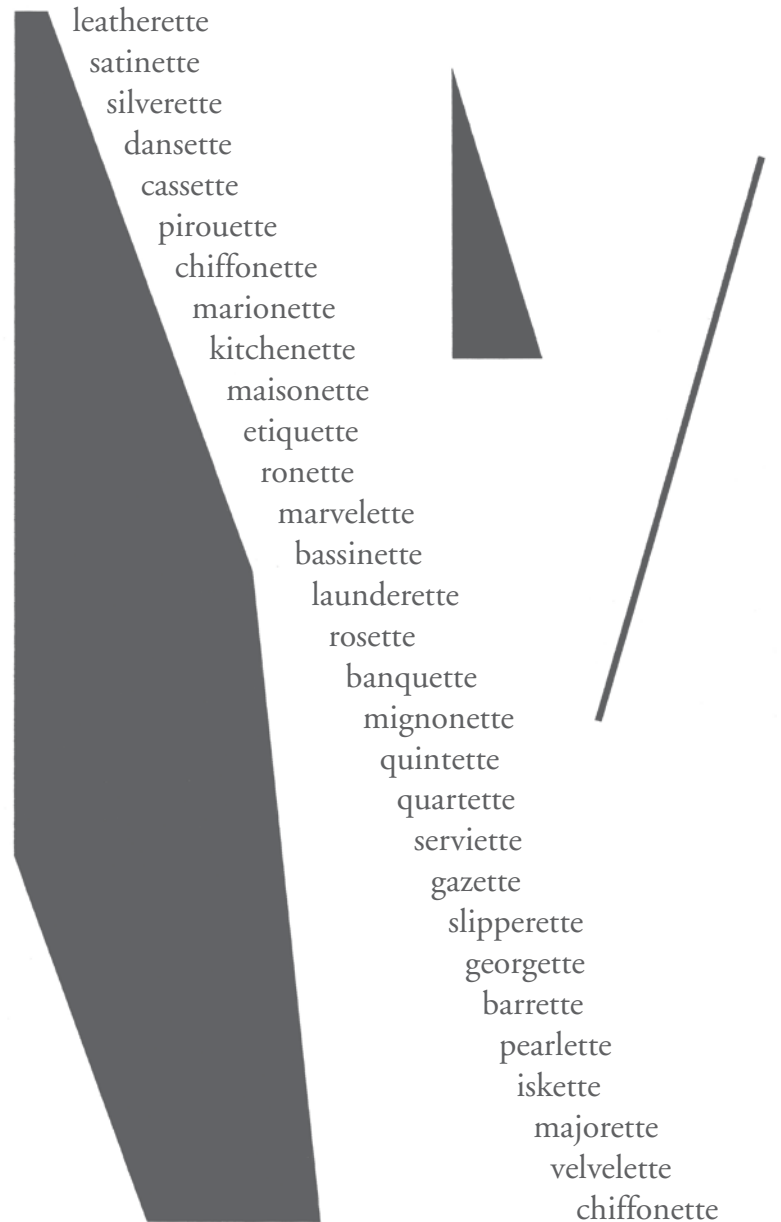 leatherette
satinette
silverette
dansette
cassette
pirouette
chiffonette
marionette
kitchenette
maisonette
etiquette
ronette
marvelette
bassinette
launderette
rosette
banquette
mignonette
quintette
quartette
serviette
gazette
slipperette
georgette
barrette
pearlette
iskette
majorette
velvelette
chiffonette